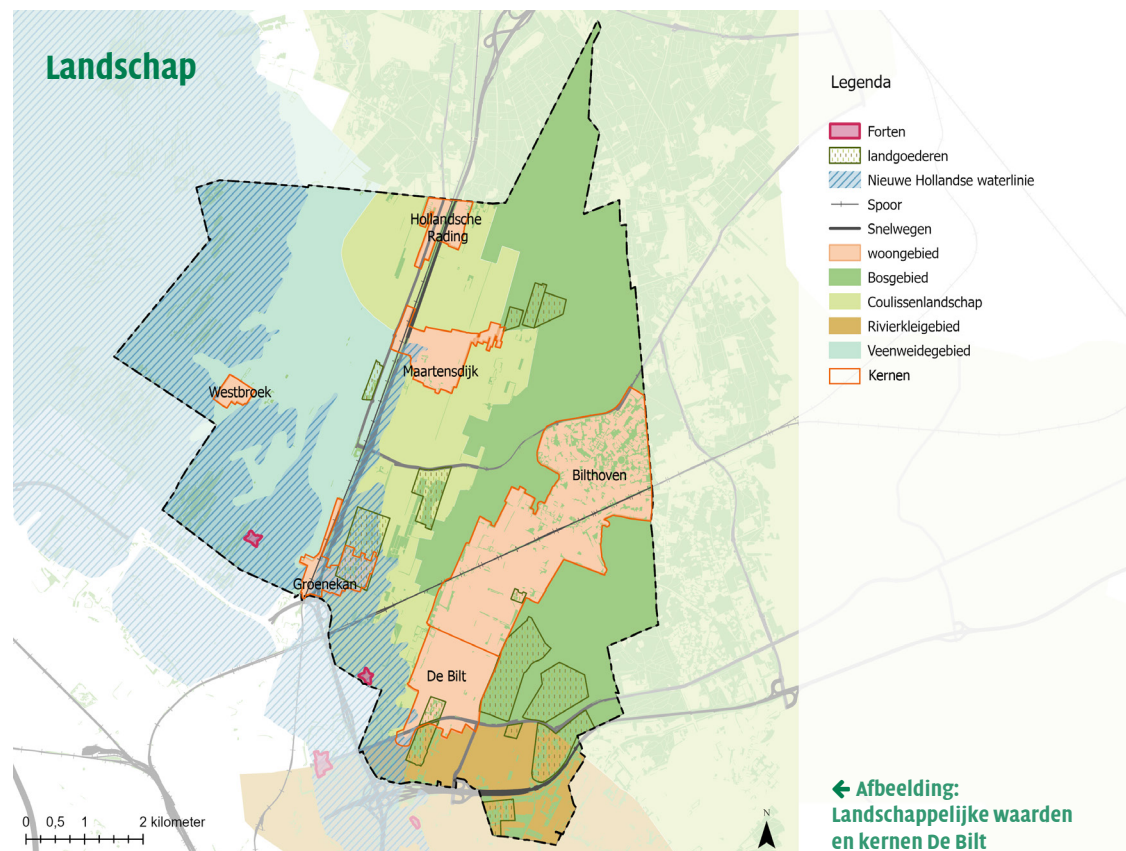 Landschap
Hollandsche
Rading
Maartensdijk
Westbroek
Bilthoven
Groenekan
De Bilt
0 0,5 1 2 kilometer
N
Legenda
Forten
landgoederen
Nieuwe Hollandse waterlinie
Spoor
Snelwegen
woongebied
Bosgebied
Coulissenlandschap
Rivierkleigebied
Veenweidegebied
Kernen
← Afbeelding:
Landschappelijke waarden
en kernen De Bilt